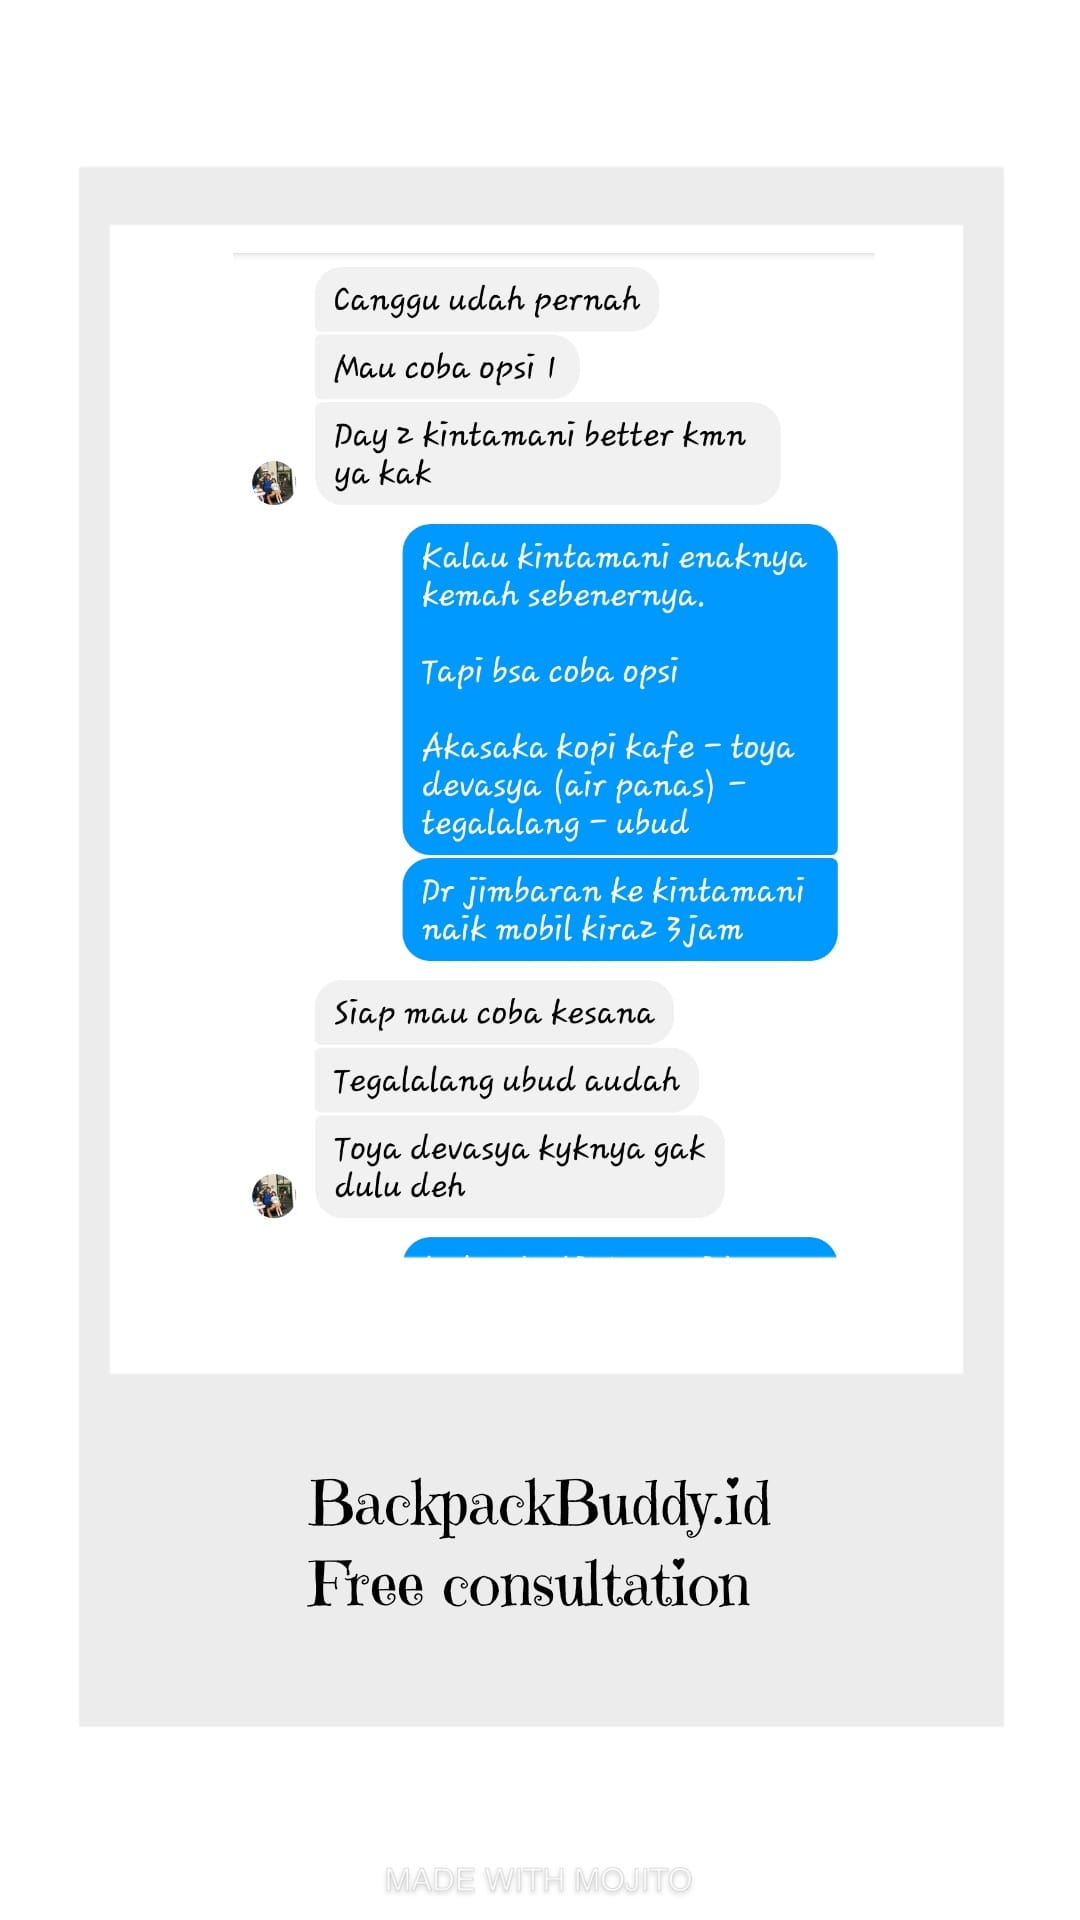 Canggu udah pernah
Mau coba opsi 1
Day 2 kintamani better kmn
ya kak
Kalau kintamani enaknya
kemah sebenernya.
Tapi bsa coba opsi
Akasaka kopi kafe - toya
devasya (air panas) -
tegalalang - ubud
Dr jimbaran ke kintamani
naik mobil kira2 3jam
Siap mau coba kesana
Tegalalang ubud audah
Toya devasya kyknya gak
dulu deh
BackpackBuddy.id
Free consultation
MADE WITH MOJITO